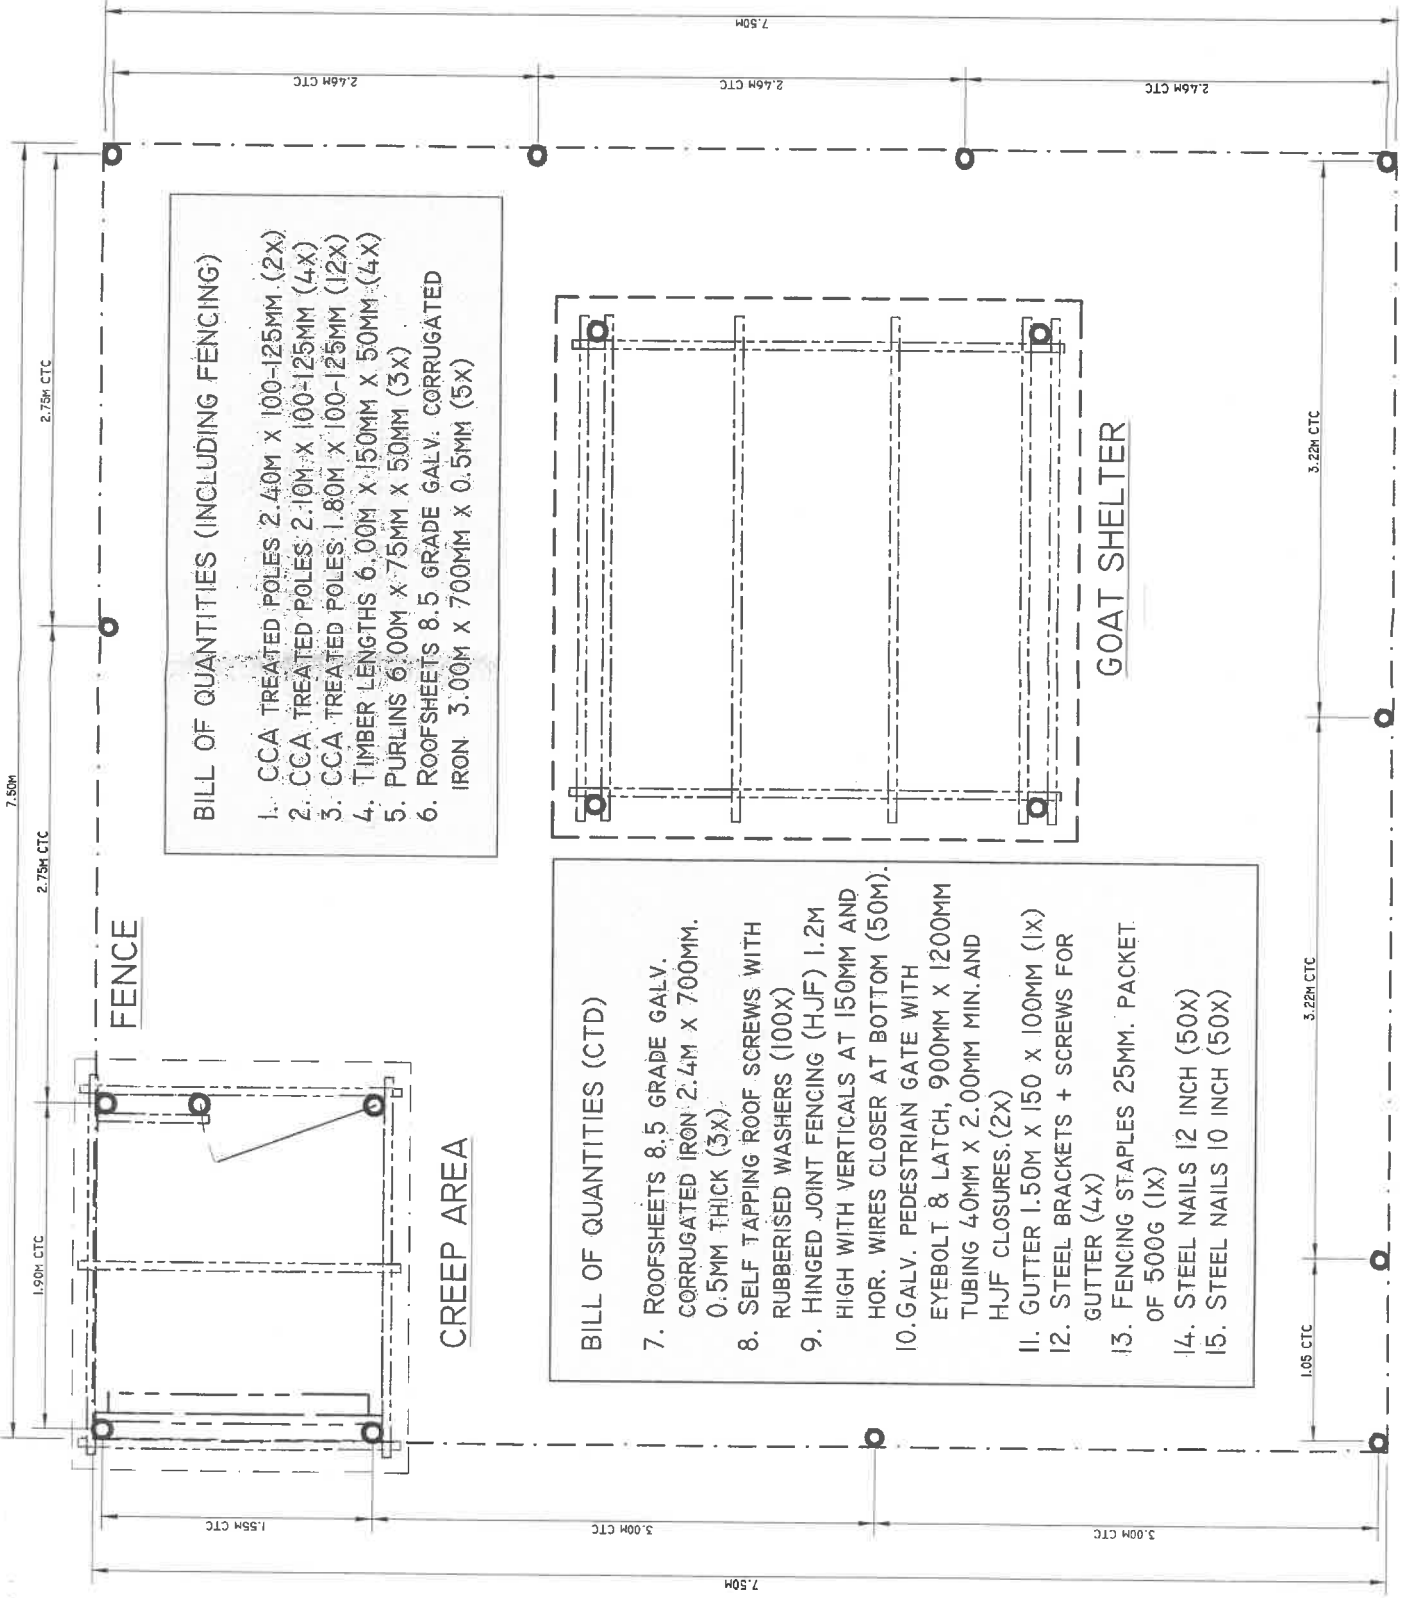 7.50M
2.75M CTC
2.75M CTC
1.90M CTC
7.50M
2.46M CTC
2.46M CTC
2.46M CTC
FENCE
BILL OF QUANTITIES (INCLUDING FENCING)
1. CCA TREATED POLES 2.40M X 100-125MM (2X)
2. CCA TREATED POLES 2.10M X 100-125MM (4X)
3. CCA TREATED POLES 1.80M X 100-125MM (12X)
4. TIMBER LENGTHS 6.00M X 150MM X 50MM (4X)
5. PURLINS 6.00M X 75MM X 50MM (3X)
6. ROOFSHEETS 8.5 GRADE GALV. CORRUGATED
IRON 3.00M X 700MM X 0.5MM (5X)
CREEP AREA
BILL OF QUANTITIES (CTD)
7. ROOFSHEETS 8.5 GRADE GALV.
CORRUGATED IRON 2.4M X 700MM.
0.5MM THICK (3X).
8. SELF TAPPING ROOF SCREWS WITH
RUBBERISED WASHERS (100X)
9. HINGED JOINT FENCING (HJF) 1.2M
HIGH WITH VERTICALS AT 150MM AND
HOR. WIRES CLOSER AT BOTTOM (50M).
10. GALV. PEDESTRIAN GATE WITH
EYEBOLT & LATCH, 900MM X 1200MM
TUBING 40MM X 2.00MM MIN.AND
HJF CLOSURES.(2X)
11. GUTTER 1.50M X 150 X 100MM (1X)
12. STEEL BRACKETS + SCREWS FOR
GUTTER (4X)
13. FENCING STAPLES 25MM. PACKET
OF 500G (1X)
14. STEEL NAILS 12 INCH (50X)
15. STEEL NAILS 10 INCH (50X)
GOAT SHELTER
1.55M CTC
3.00M CTC
3.00M CTC
7.50M
1.05 CTC
3.22M CTC
3.22M CTC